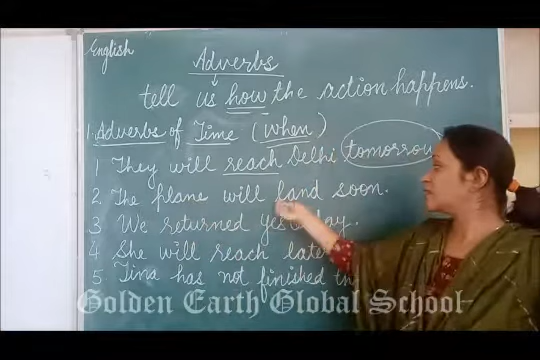 English
Adverbs
tell us how the action happens.
1. Adverbs of Time (when)
1 They will reach Delhi tomorrow
2. The plane will land soon.
3 We returned yesterday.
4 She will reach late
5. Tina has not finished
Golden Earth Global School